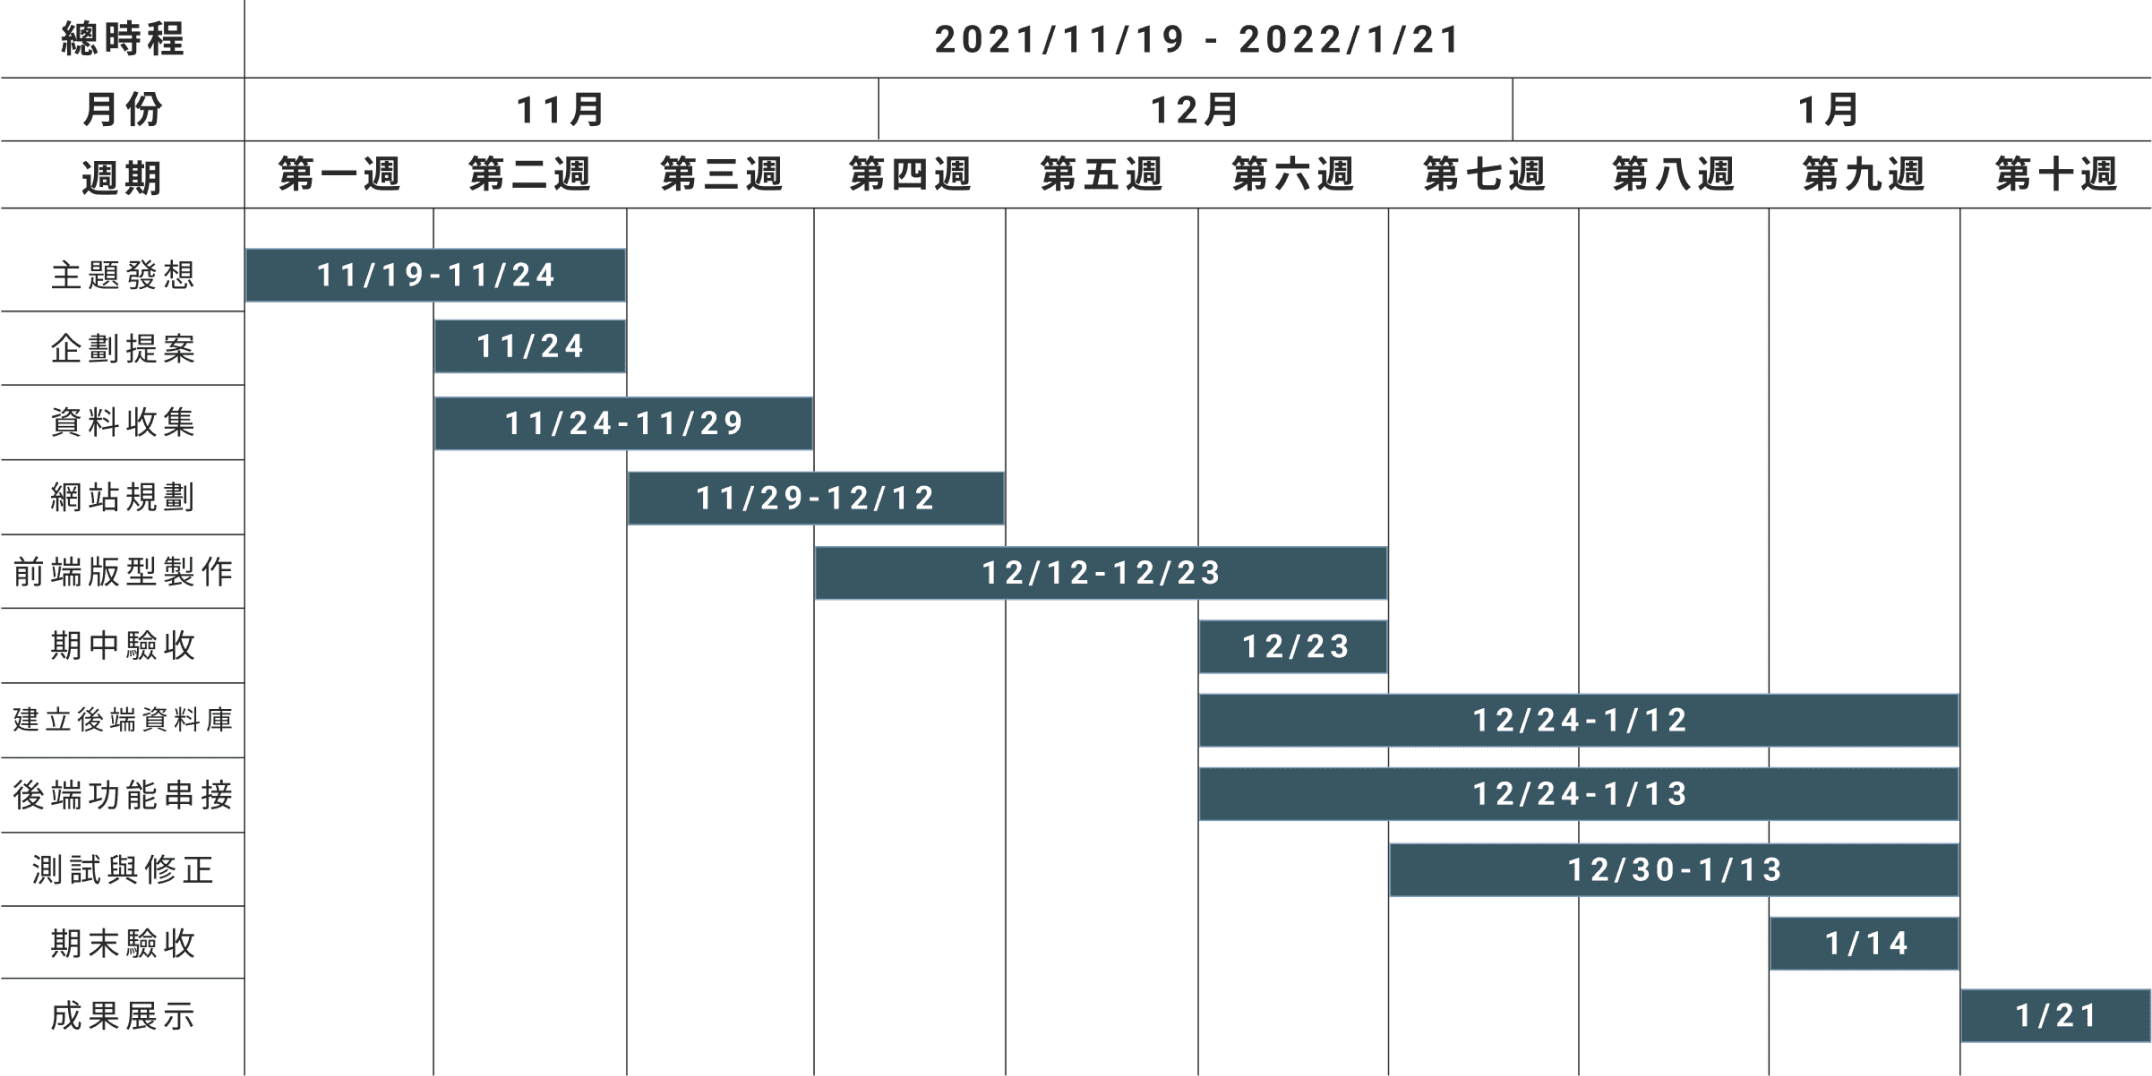 總時程 2021/11/19 - 2022/1/21
月份 11月 12月 1月
週期 第一週 第二週 第三週 第四週 第五週 第六週 第七週 第八週 第九週 第十週
主題發想 11/19-11/24
企劃提案 11/24
資料收集 11/24-11/29
網站規劃 11/29-12/12
前端版型製作 12/12-12/23
期中驗收 12/23
建立後端資料庫 12/24-1/12
後端功能串接 12/24-1/13
測試與修正 12/30-1/13
期末驗收 1/14
成果展示 1/21